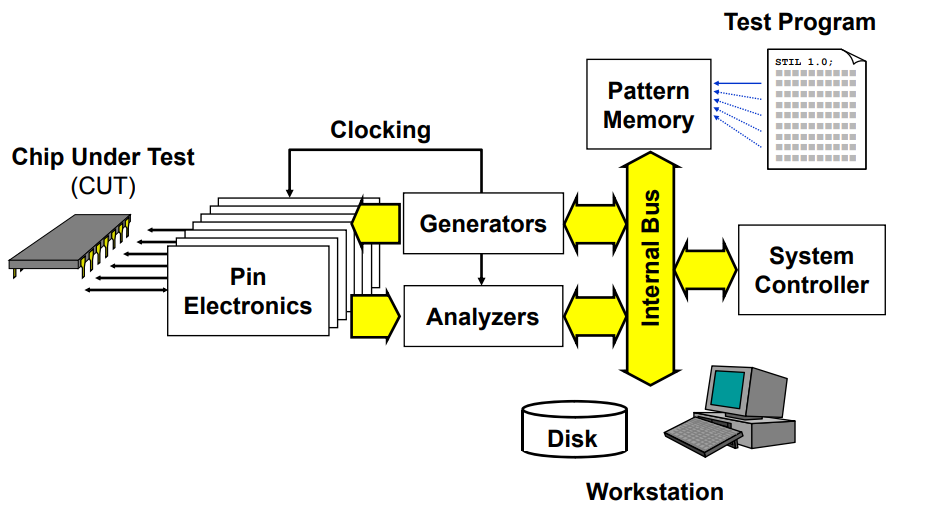 Test Program
STIL 1.0;
Pattern
Memory
Clocking
Chip Under Test
(CUT)
Generators
Internal Bus
System
Controller
Pin
Electronics
Analyzers
Disk
Workstation